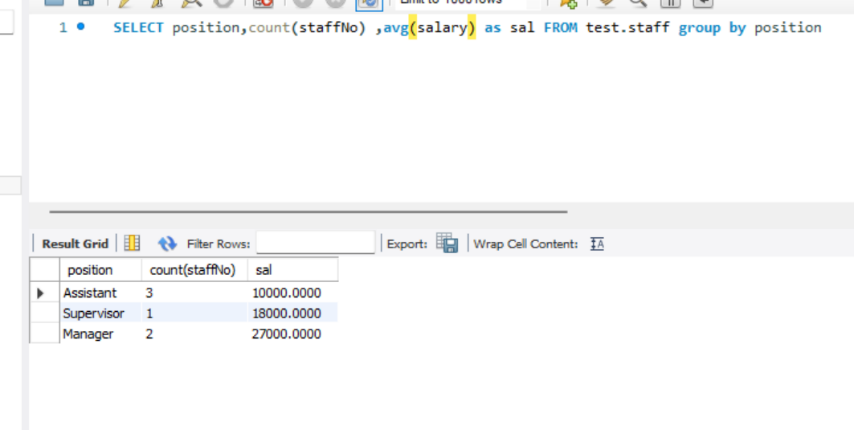 1 SELECT position,count(staffNo) ,avg(salary) as sal FROM test.staff group by position
Result Grid Filter Rows: Export: Wrap Cell Content:
position count(staffNo) sal
Assistant 3 10000.0000
Supervisor 1 18000.0000
Manager 2 27000.0000